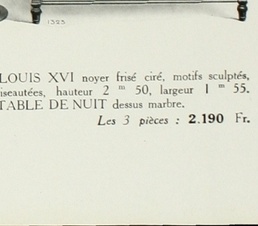 1525
LOUIS XVI noyer frisé ciré, motifs sculptés,
iseautées, hauteur 2 m 50, largeur 1 m 55.
TABLE DE NUIT dessus marbre.
Les 3 pièces : 2.190 Fr.